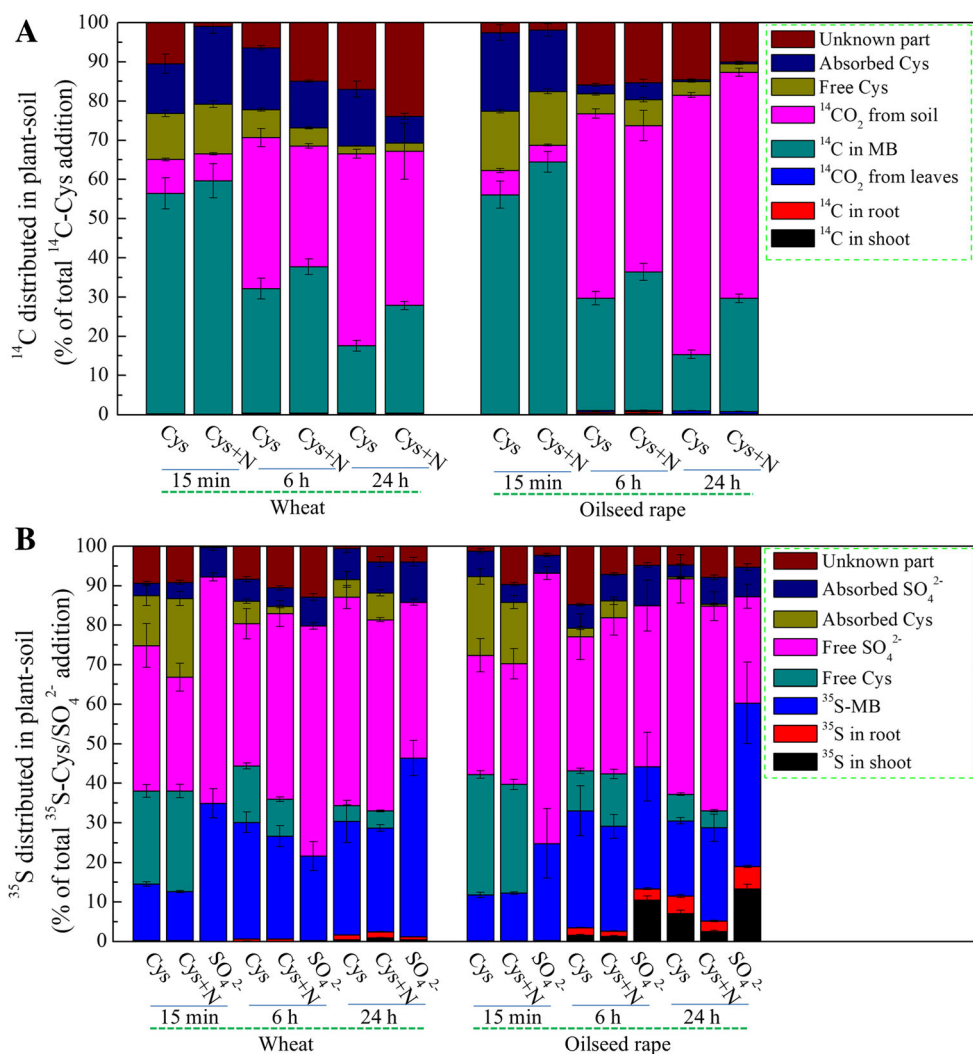 A
¹⁴C distributed in plant-soil
(% of total ¹⁴C-Cys addition)
100
90
80
70
60
50
40
30
20
10
0
Unknown part
Absorbed Cys
Free Cys
¹⁴CO₂ from soil
¹⁴C in MB
¹⁴CO₂ from leaves
¹⁴C in root
¹⁴C in shoot
Cys Cys+N Cys Cys+N Cys Cys+N Cys Cys+N Cys Cys+N Cys Cys+N
15 min 6 h 24 h 15 min 6 h 24 h
Wheat Oilseed rape
B
³⁵S distributed in plant-soil
(% of total ³⁵S-Cys/SO₄²⁻ addition)
100
90
80
70
60
50
40
30
20
10
0
Unknown part
Absorbed SO₄²⁻
Absorbed Cys
Free SO₄²⁻
Free Cys
³⁵S-MB
³⁵S in root
³⁵S in shoot
Cys Cys+N SO₄²⁻ Cys Cys+N SO₄²⁻ Cys Cys+N SO₄²⁻ Cys Cys+N SO₄²⁻ Cys Cys+N SO₄²⁻ Cys Cys+N SO₄²⁻
15 min 6 h 24 h 15 min 6 h 24 h
Wheat Oilseed rape